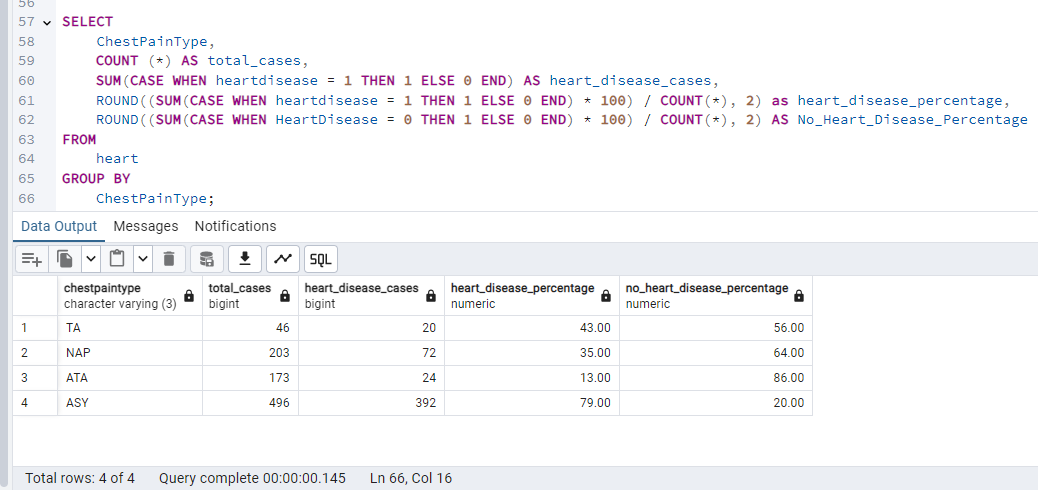 56
57 SELECT
58 ChestPainType,
59 COUNT (*) AS total_cases,
60 SUM(CASE WHEN heartdisease = 1 THEN 1 ELSE 0 END) AS heart_disease_cases,
61 ROUND((SUM(CASE WHEN heartdisease = 1 THEN 1 ELSE 0 END) * 100) / COUNT(*), 2) as heart_disease_percentage,
62 ROUND((SUM(CASE WHEN HeartDisease = 0 THEN 1 ELSE 0 END) * 100) / COUNT(*), 2) AS No_Heart_Disease_Percentage
63 FROM
64 heart
65 GROUP BY
66 ChestPainType;
Data Output Messages Notifications
SQL
chestpaintype total_cases heart_disease_cases heart_disease_percentage no_heart_disease_percentage
character varying (3) bigint bigint numeric numeric
1 TA 46 20 43.00 56.00
2 NAP 203 72 35.00 64.00
3 ATA 173 24 13.00 86.00
4 ASY 496 392 79.00 20.00
Total rows: 4 of 4 Query complete 00:00:00.145 Ln 66, Col 16